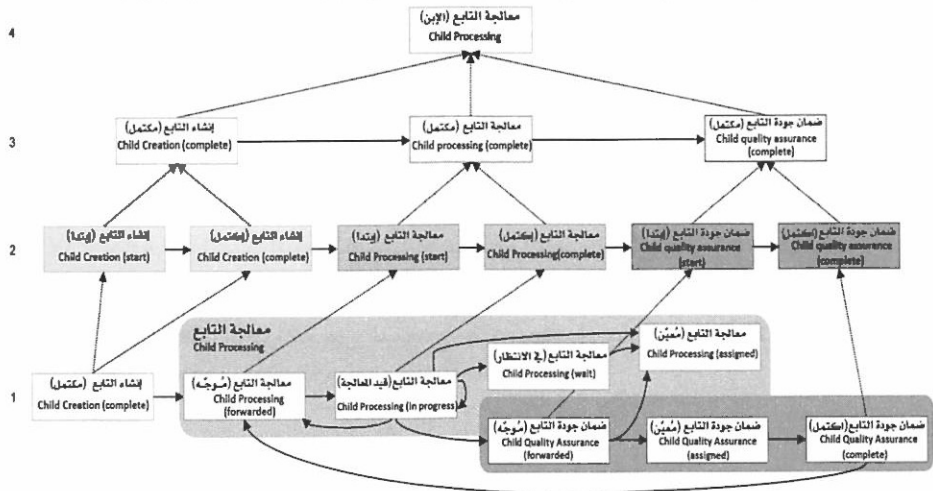 4
معالجة التابع (الإبن)
Child Processing
3
إنشاء التابع (مكتمل)
Child Creation (complete)
معالجة التابع (مكتمل)
Child processing (complete)
ضمان جودة التابع (مكتمل)
Child quality assurance
(complete)
2
إنشاء التابع (إبتدا)
Child Creation (start)
إنشاء التابع (إكتمل)
Child Creation (complete)
معالجة التابع (إبتدا)
Child Processing (start)
معالجة التابع (إكتمل)
Child Processing(complete)
ضمان جودة التابع (إبتدا)
Child quality assurance
(start)
ضمان جودة التابع (اكتمل)
Child quality assurance
(complete)
معالجة التابع
Child Processing
1
إنشاء التابع (مكتمل)
Child Creation (complete)
معالجة التابع (مُوجّه)
Child Processing
(forwarded)
معالجة التابع (قيد المعالجة)
Child Processing (in progress)
معالجة التابع (في الانتظار)
Child Processing (wait)
معالجة التابع (مُعيّن)
Child Processing (assigned)
ضمان جودة التابع (مُوجّه)
Child Quality Assurance
(forwarded)
ضمان جودة التابع (مُعيّن)
Child Quality Assurance
(assigned)
ضمان جودة التابع (اكتمل)
Child Quality Assurance
(complete)